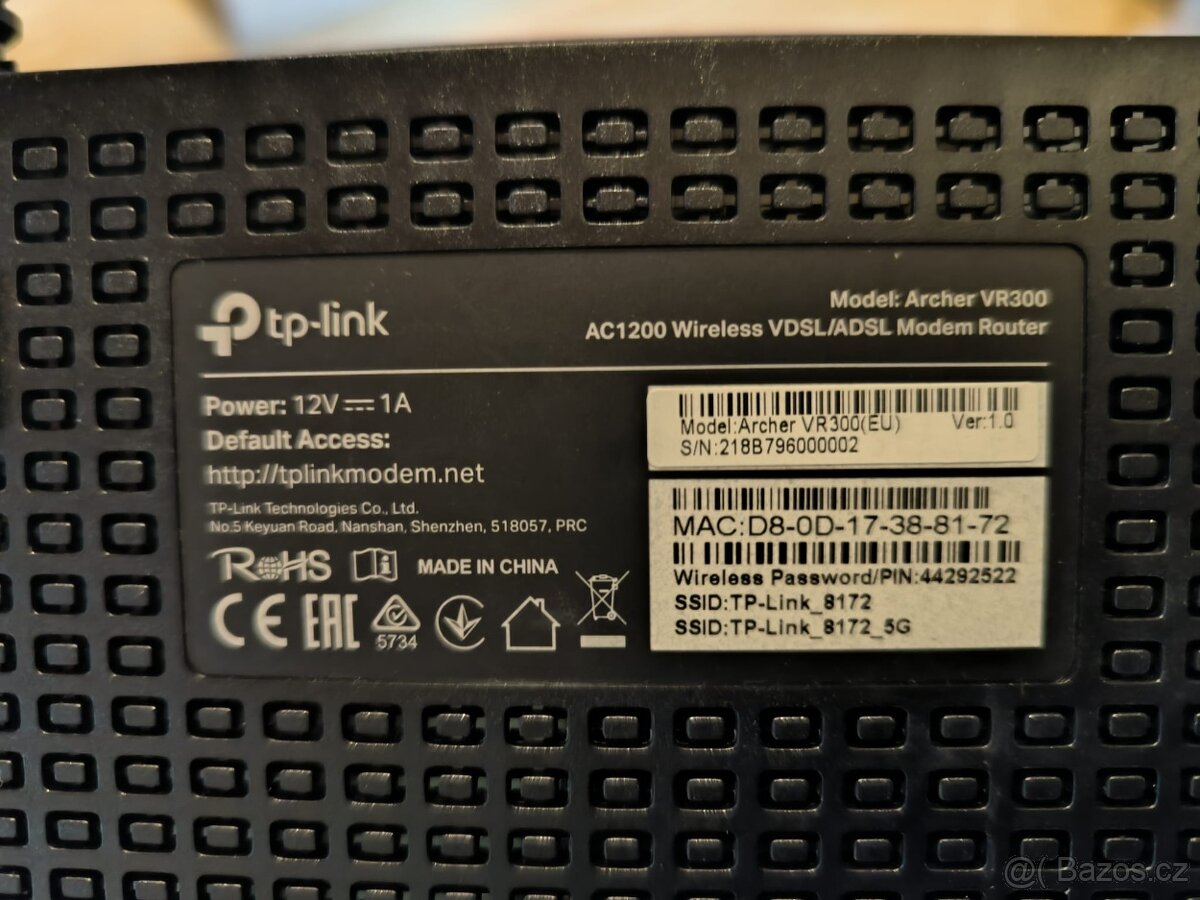 tp-link
Model: Archer VR300
AC1200 Wireless VDSL/ADSL Modem Router
Power: 12V⎓1A
Default Access:
http://tplinkmodem.net
TP-Link Technologies Co., Ltd.
No.5 Keyuan Road, Nanshan, Shenzhen, 518057, PRC
RoHS MADE IN CHINA
CE EAC 5734
Model:Archer VR300(EU) Ver:1.0
S/N:218B796000002
MAC:D8-0D-17-38-81-72
Wireless Password/PIN:44292522
SSID:TP-Link_8172
SSID:TP-Link_8172_5G
@( Bazos.cz